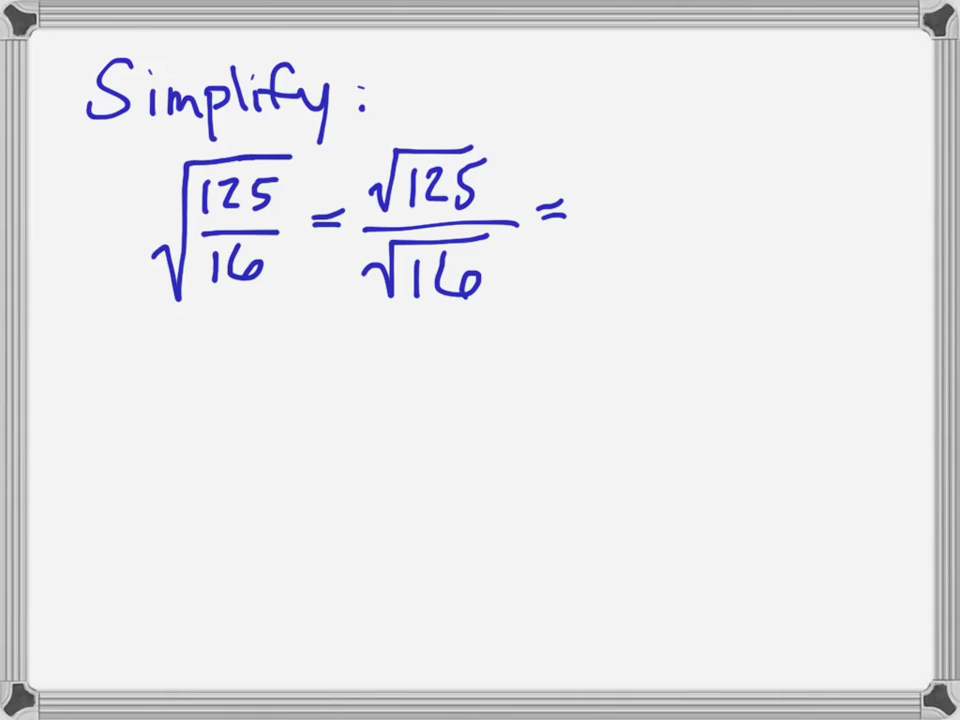 Simplify:
√(125/16) = √125/√16 =